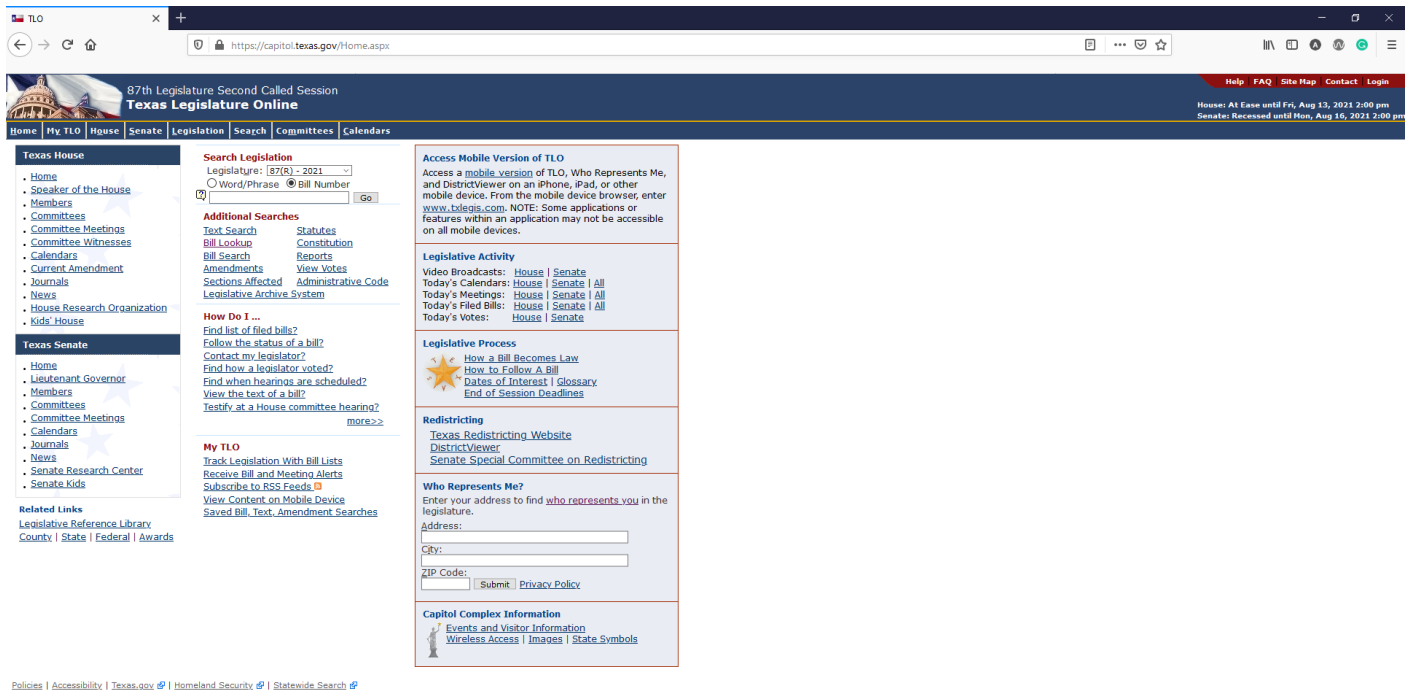 TLO
https://capitol.texas.gov/Home.aspx
87th Legislature Second Called Session
Texas Legislature Online
Help FAQ Site Map Contact Login
House: At Ease until Fri, Aug 13, 2021 2:00 pm
Senate: Recessed until Mon, Aug 16, 2021 2:00 pm
Home My TLO House Senate Legislation Search Committees Calendars
Texas House
Home
Speaker of the House
Members
Committees
Committee Meetings
Committee Witnesses
Calendars
Current Amendment
Journals
News
House Research Organization
Kids' House
Texas Senate
Home
Lieutenant Governor
Members
Committees
Committee Meetings
Calendars
Journals
News
Senate Research Center
Senate Kids
Related Links
Legislative Reference Library
County | State | Federal | Awards
Search Legislation
Legislature: 87(R) - 2021
Word/Phrase Bill Number
Go
Additional Searches
Text Search Statutes
Bill Lookup Constitution
Bill Search Reports
Amendments View Votes
Sections Affected Administrative Code
Legislative Archive System
How Do I ...
Find list of filed bills?
Follow the status of a bill?
Contact my legislator?
Find how a legislator voted?
Find when hearings are scheduled?
View the text of a bill?
Testify at a House committee hearing?
more>>
My TLO
Track Legislation With Bill Lists
Receive Bill and Meeting Alerts
Subscribe to RSS Feeds
View Content on Mobile Device
Saved Bill, Text, Amendment Searches
Access Mobile Version of TLO
Access a mobile version of TLO, Who Represents Me,
and DistrictViewer on an iPhone, iPad, or other
mobile device. From the mobile device browser, enter
www.txlegis.com. NOTE: Some applications or
features within an application may not be accessible
on all mobile devices.
Legislative Activity
Video Broadcasts: House | Senate
Today's Calendars: House | Senate | All
Today's Meetings: House | Senate | All
Today's Filed Bills: House | Senate | All
Today's Votes: House | Senate
Legislative Process
How a Bill Becomes Law
How to Follow A Bill
Dates of Interest | Glossary
End of Session Deadlines
Redistricting
Texas Redistricting Website
DistrictViewer
Senate Special Committee on Redistricting
Who Represents Me?
Enter your address to find who represents you in the
legislature.
Address:
City:
ZIP Code:
Submit Privacy Policy
Capitol Complex Information
Events and Visitor Information
Wireless Access | Images | State Symbols
Policies | Accessibility | Texas.gov | Homeland Security | Statewide Search